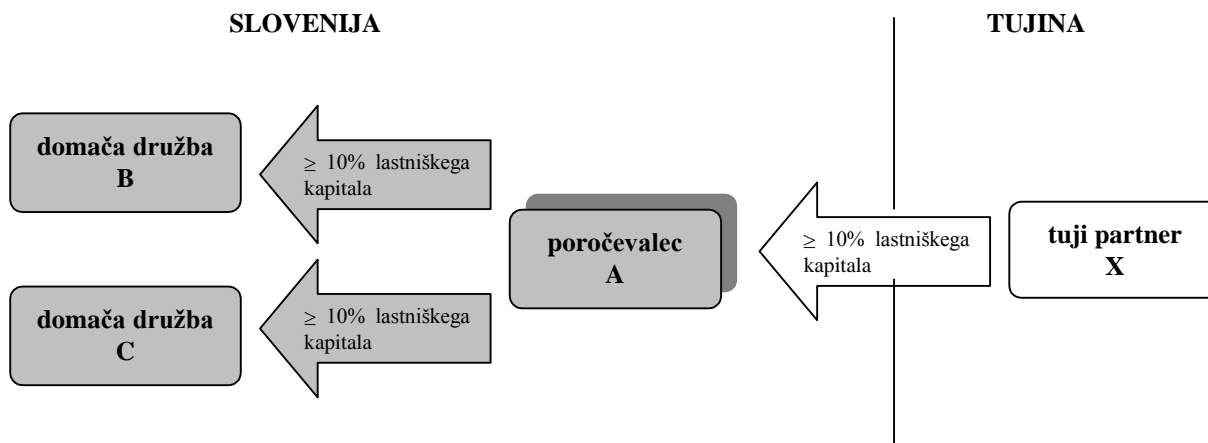 SLOVENIJA
TUJINA
domača družba
B
≥ 10% lastniškega
kapitala
poročevalec
A
≥ 10% lastniškega
kapitala
tuji partner
X
domača družba
C
≥ 10% lastniškega
kapitala